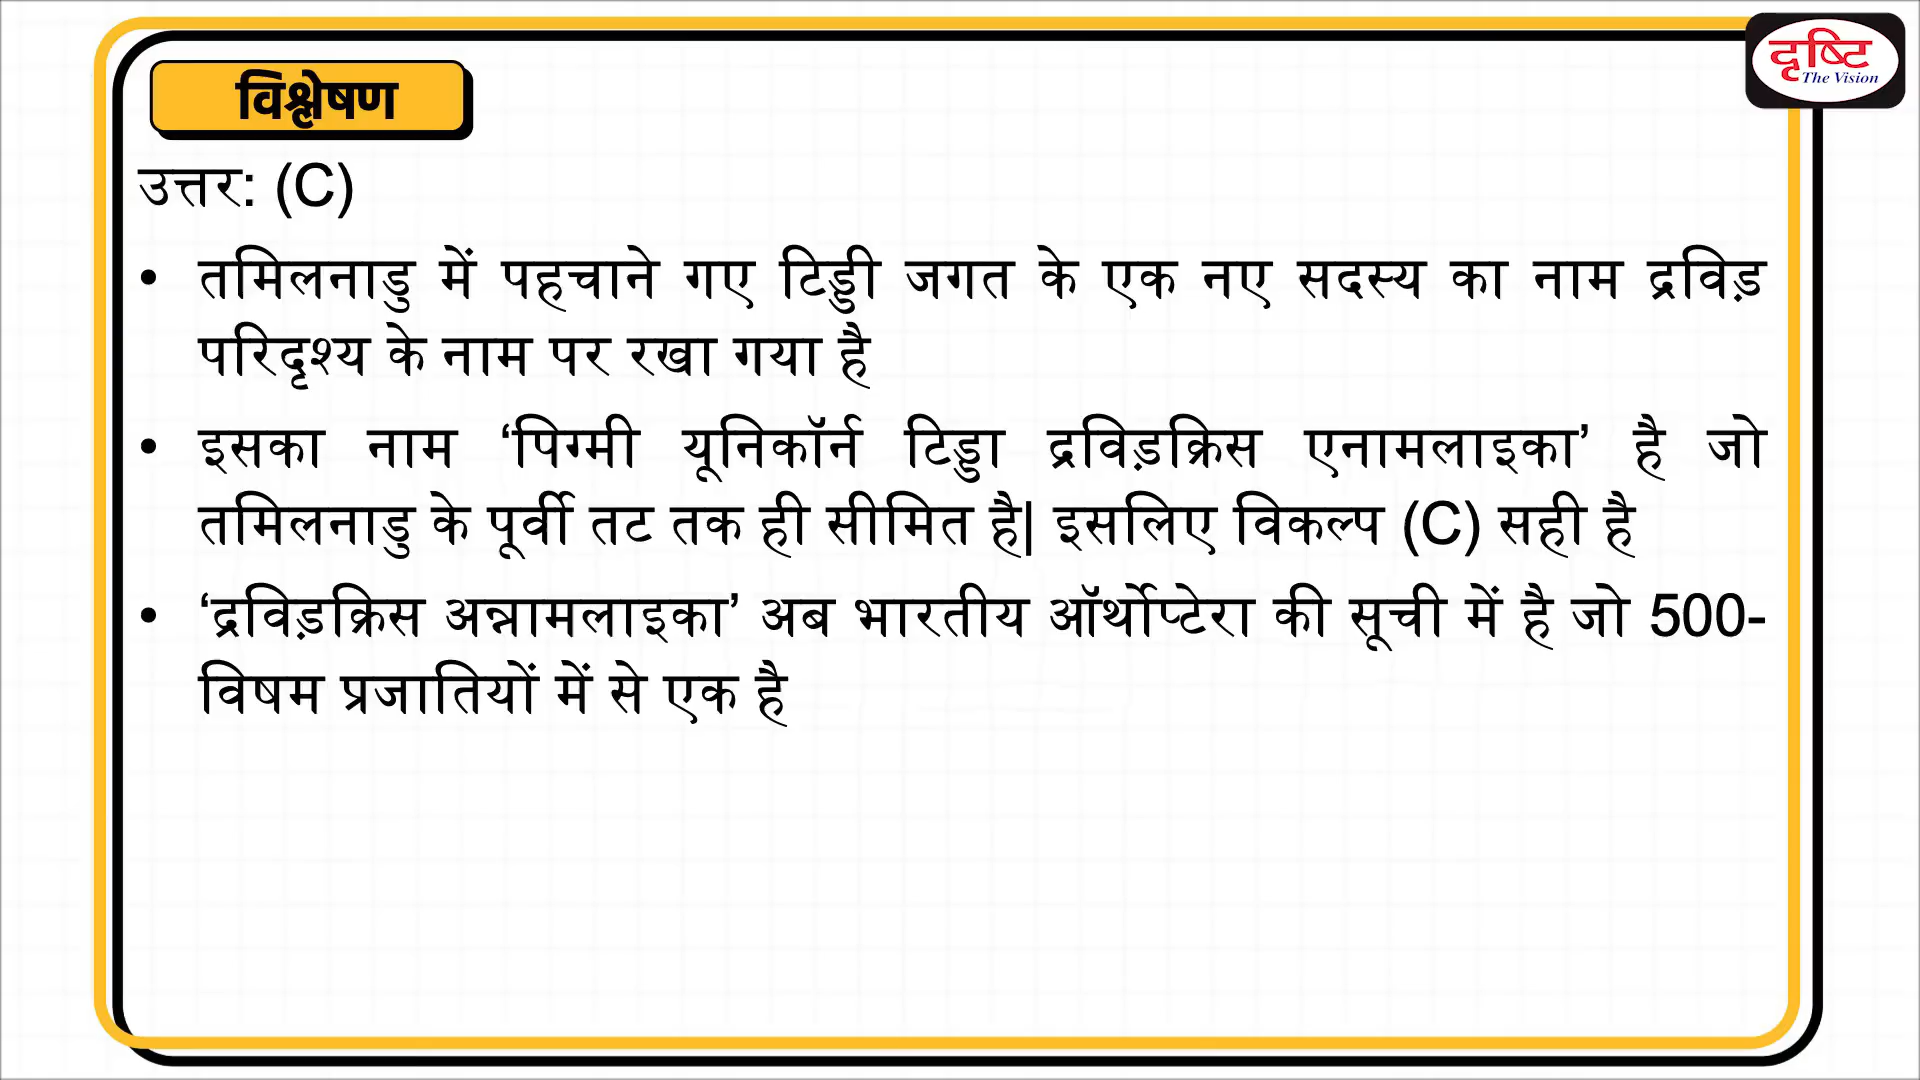 दृष्टि
The Vision
विश्लेषण
उत्तर: (C)
• तमिलनाडु में पहचाने गए टिड्डी जगत के एक नए सदस्य का नाम द्रविड़
परिदृश्य के नाम पर रखा गया है
• इसका नाम ‘पिग्मी यूनिकॉर्न टिड्डा द्रविड़क्रिस एनामलाइका’ है जो
तमिलनाडु के पूर्वी तट तक ही सीमित है| इसलिए विकल्प (C) सही है
• ‘द्रविड़क्रिस अन्नामलाइका’ अब भारतीय ऑर्थोप्टेरा की सूची में है जो 500-
विषम प्रजातियों में से एक है